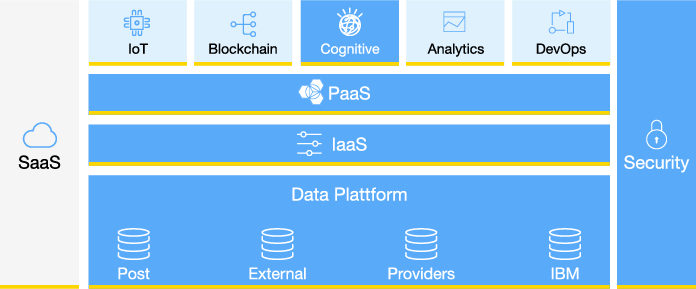 IoT
Blockchain
Cognitive
Analytics
DevOps
PaaS
IaaS
SaaS
Security
Data Plattform
Post
External
Providers
IBM